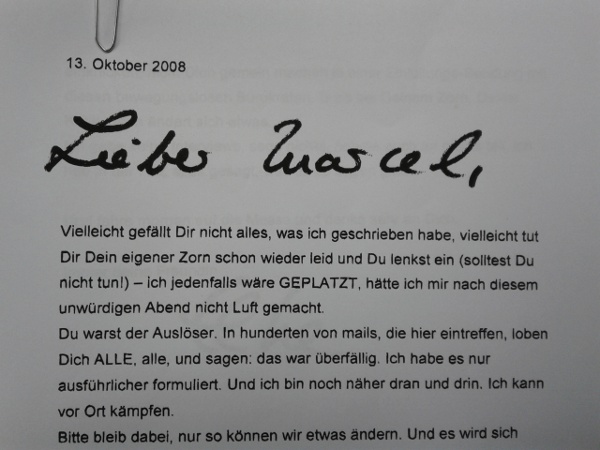 13. Oktober 2008
Lieber Marcel,
Vielleicht gefällt Dir nicht alles, was ich geschrieben habe, vielleicht tut
Dir Dein eigener Zorn schon wieder leid und Du lenkst ein (solltest Du
nicht tun!) – ich jedenfalls wäre GEPLATZT, hätte ich mir nach diesem
unwürdigen Abend nicht Luft gemacht.
Du warst der Auslöser. In hunderten von mails, die hier eintreffen, loben
Dich ALLE, alle, und sagen: das war überfällig. Ich habe es nur
ausführlicher formuliert. Und ich bin noch näher dran und drin. Ich kann
vor Ort kämpfen.
Bitte bleib dabei, nur so können wir etwas ändern. Und es wird sich